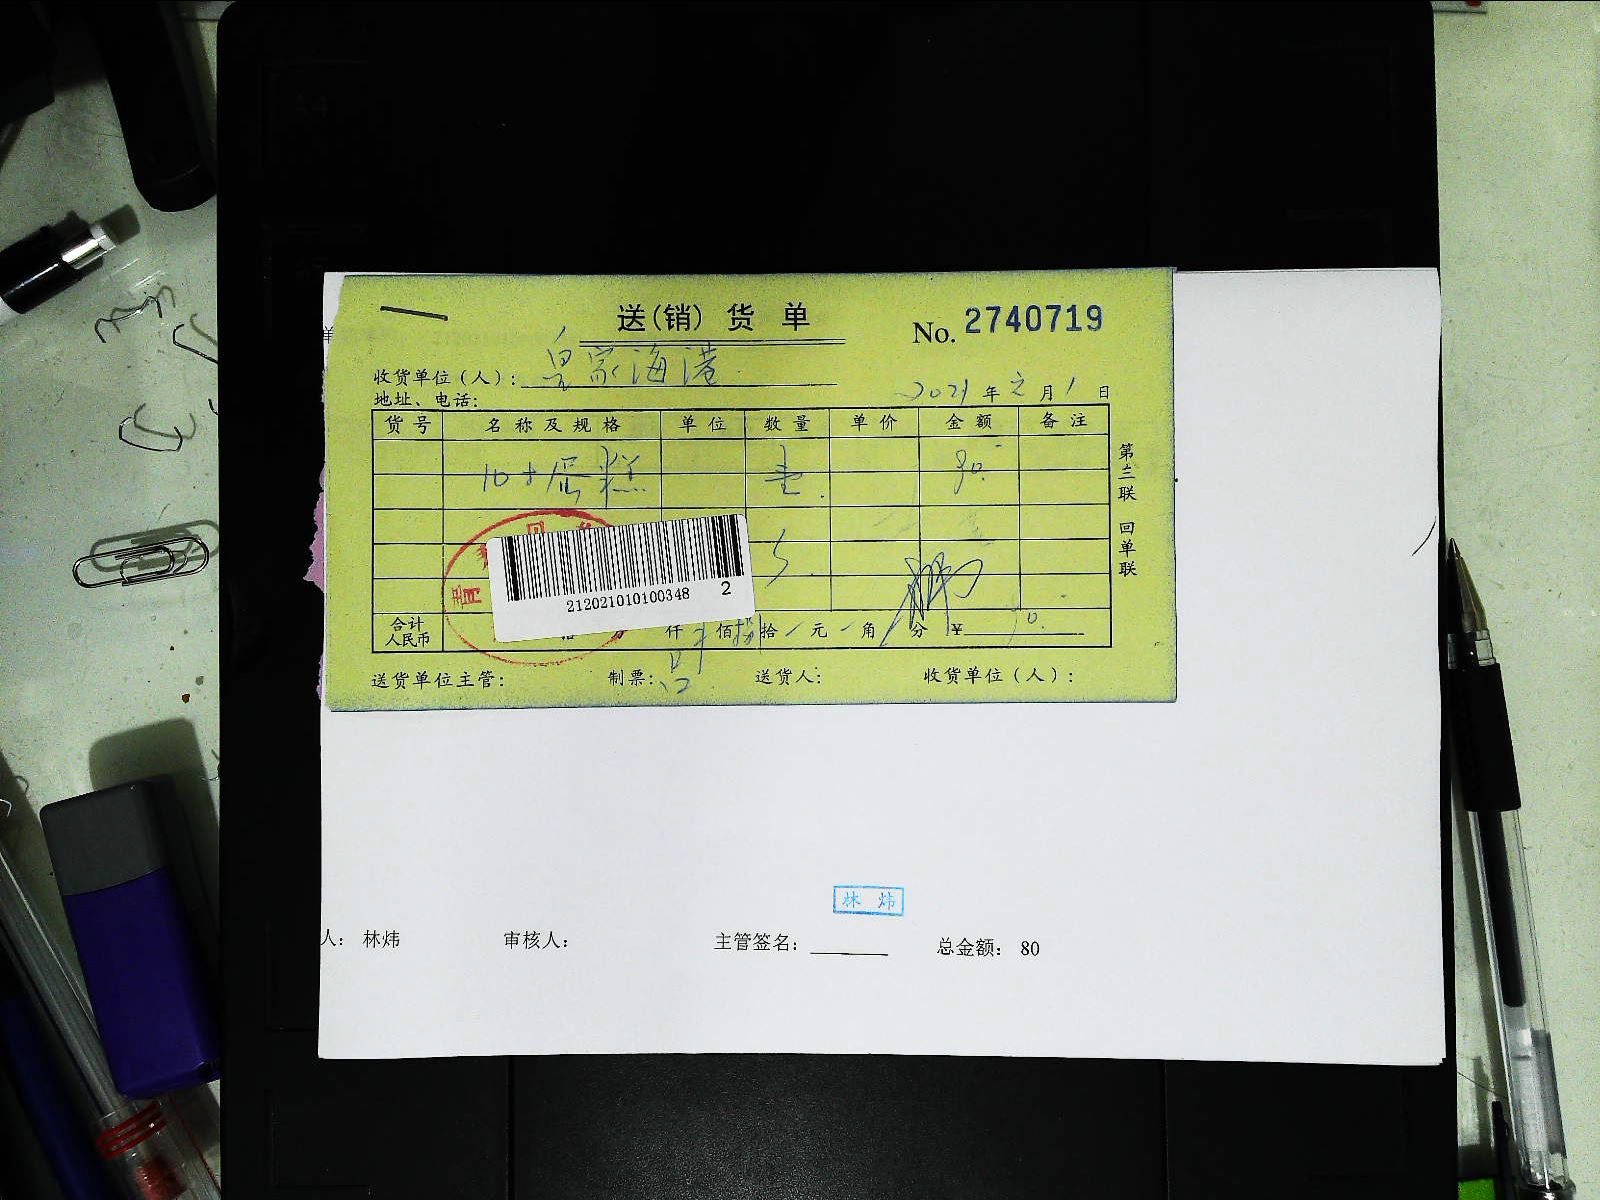 送(销)货单
No. 2740719
收货单位(人): 皇家海港
2021年元月1日
地址、电话:
货号 名称及规格 单位 数量 单价 金额 备注
10寸蛋糕 80.
第三联 回单联
212021010100348 2
合计人民币 仟 佰 拾 元 角 分 ¥
送货单位主管: 制票: 送货人: 收货单位(人):
林炜
人: 林炜 审核人: 主管签名: 总金额: 80